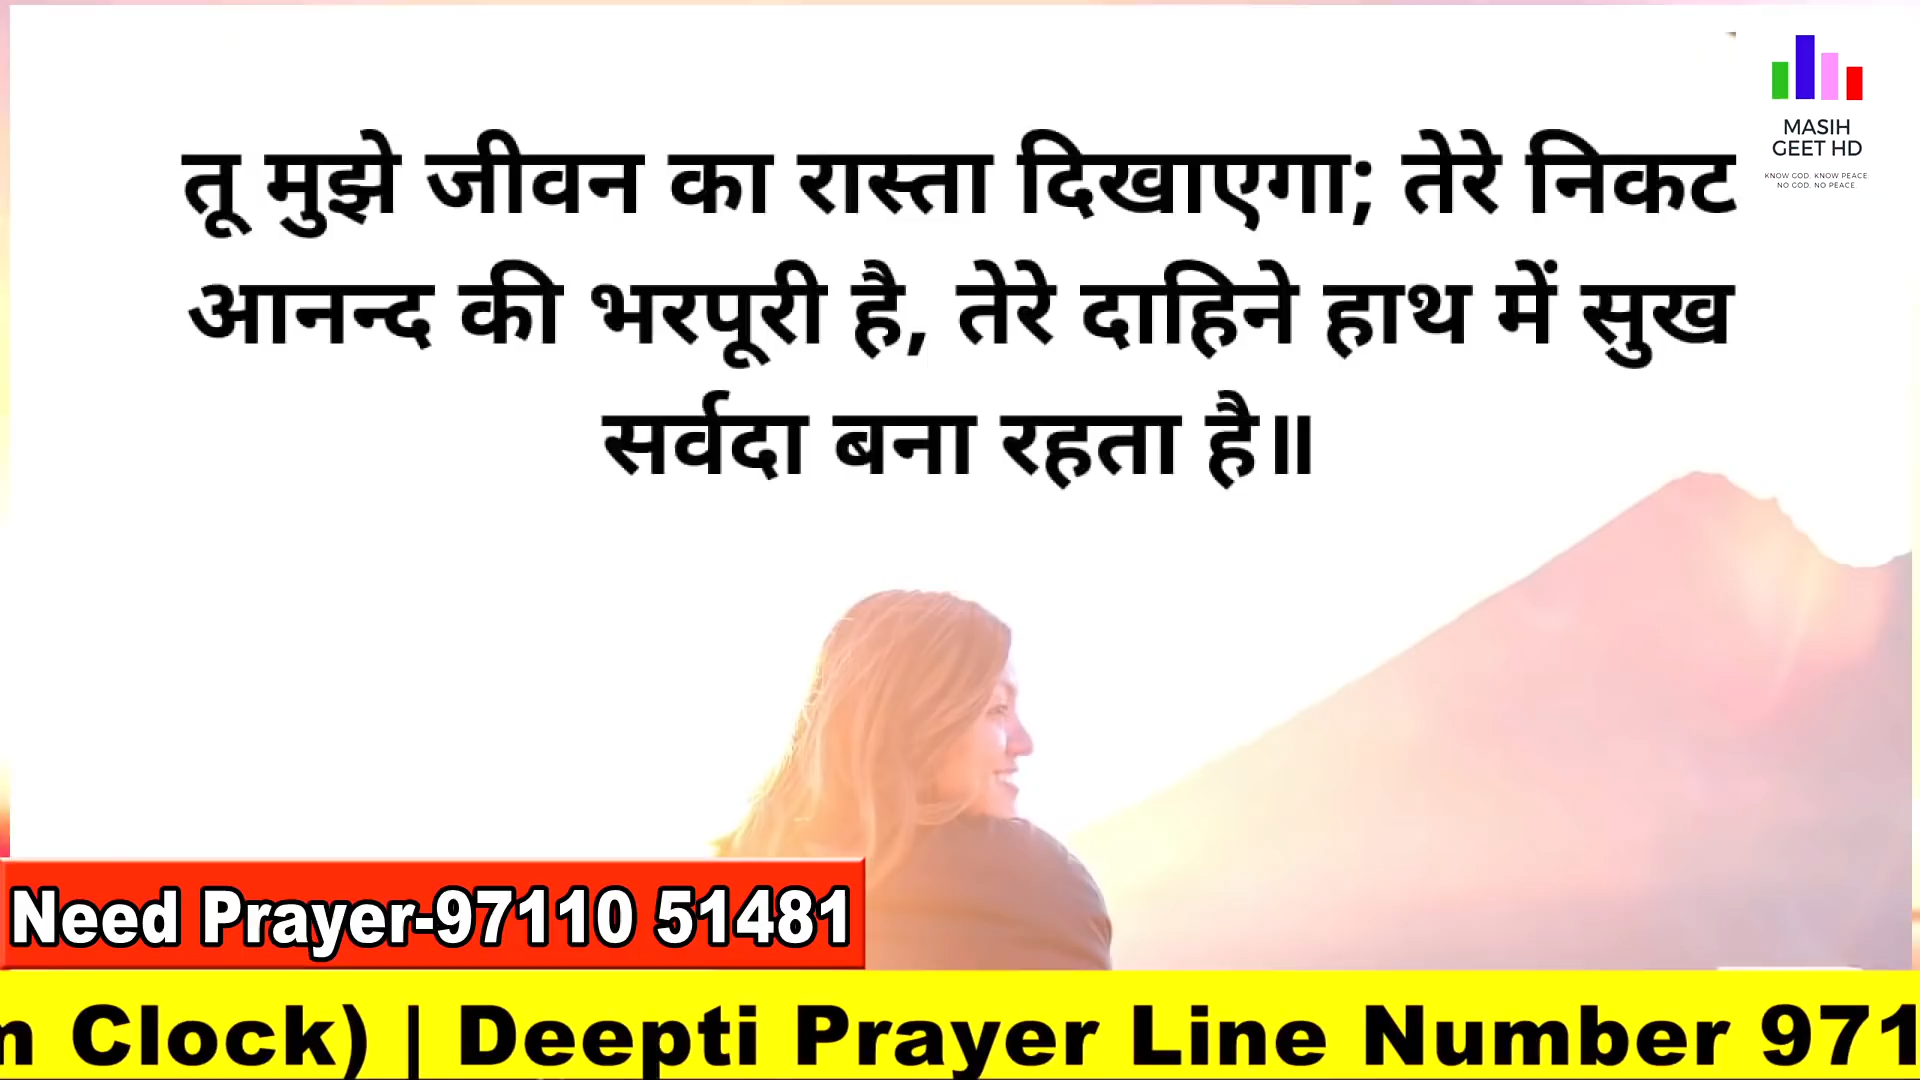 तू मुझे जीवन का रास्ता दिखाएगा; तेरे निकट
आनन्द की भरपूरी है, तेरे दाहिने हाथ में सुख
सर्वदा बना रहता है॥
MASIH
GEET HD
KNOW GOD. KNOW PEACE
NO GOD. NO PEACE.
Need Prayer-97110 51481
n Clock) | Deepti Prayer Line Number 971